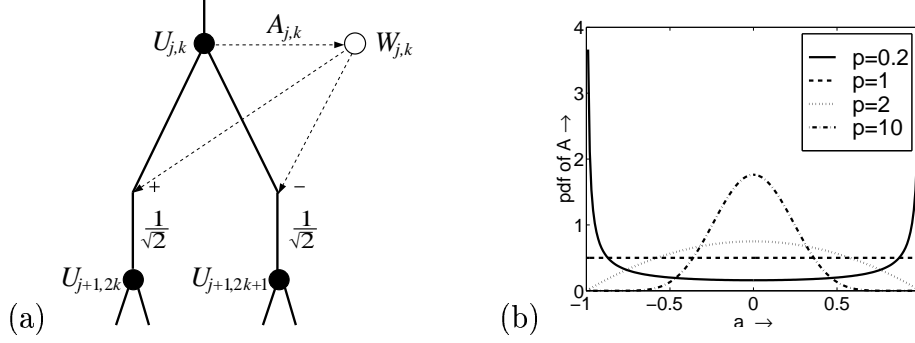 U_{j,k}
A_{j,k}
W_{j,k}
+
−
1/√2
1/√2
U_{j+1,2k}
U_{j+1,2k+1}
(a)
4
3
2
1
0
pdf of A →
p=0.2
p=1
p=2
p=10
−1
−0.5
0
0.5
a →
(b)